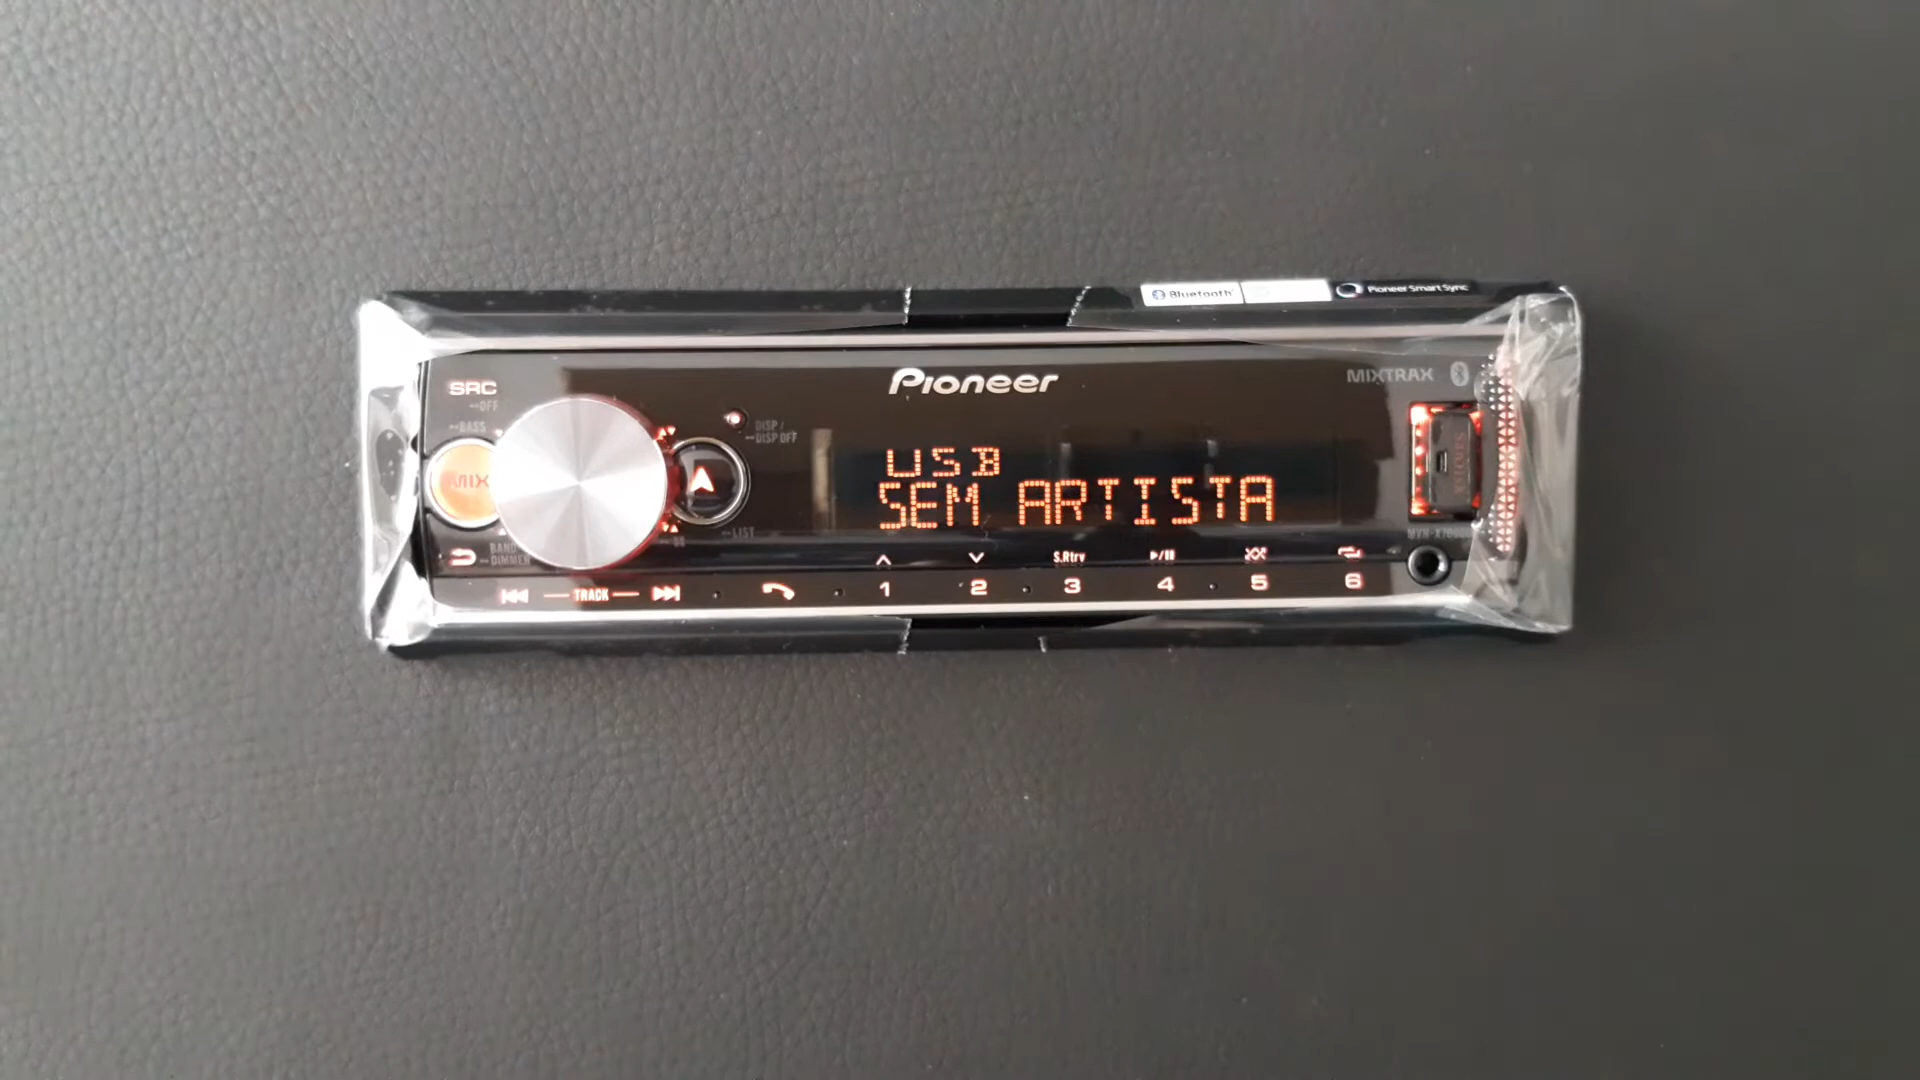 Bluetooth®
Pioneer Smart Sync
SRC
OFF
Pioneer
MIXTRAX
BASS
DISP /
DISP OFF
MIX
USB
SEM ARTISTA
LIST
BAND
DIMMER
S.Rtrv
TRACK
1 2 3 4 5 6